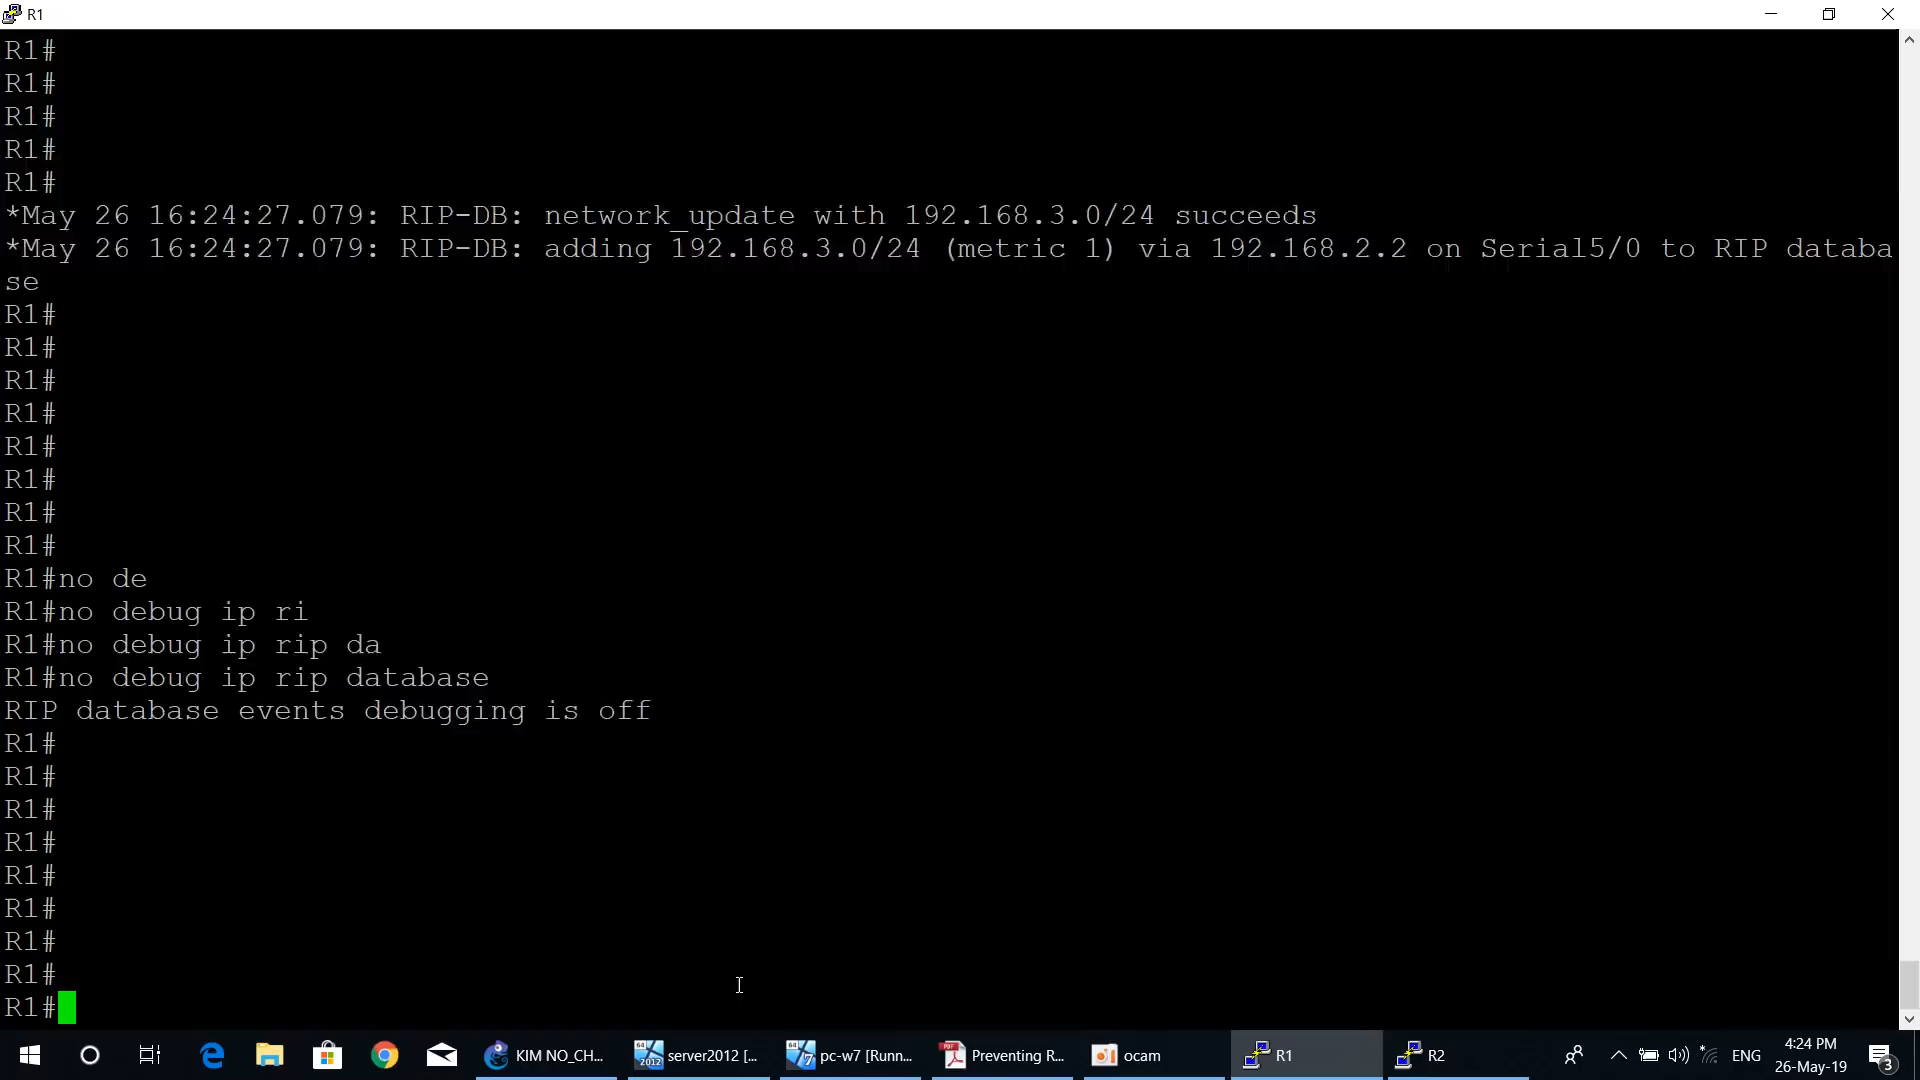 R1
R1#
R1#
R1#
R1#
R1#
*May 26 16:24:27.079: RIP-DB: network_update with 192.168.3.0/24 succeeds
*May 26 16:24:27.079: RIP-DB: adding 192.168.3.0/24 (metric 1) via 192.168.2.2 on Serial5/0 to RIP databa
se
R1#
R1#
R1#
R1#
R1#
R1#
R1#
R1#
R1#no de
R1#no debug ip ri
R1#no debug ip rip da
R1#no debug ip rip database
RIP database events debugging is off
R1#
R1#
R1#
R1#
R1#
R1#
R1#
R1#
R1#
KIM NO_CH... server2012 [... pc-w7 [Runn... Preventing R... ocam R1 R2 ENG 4:24 PM
26-May-19 3